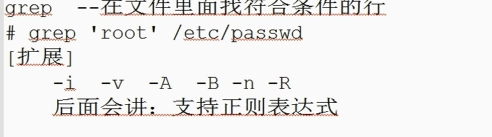 grep  --在文件里面找符合条件的行
# grep 'root' /etc/passwd
[扩展]
-i  -v  -A  -B -n -R
后面会讲：支持正则表达式